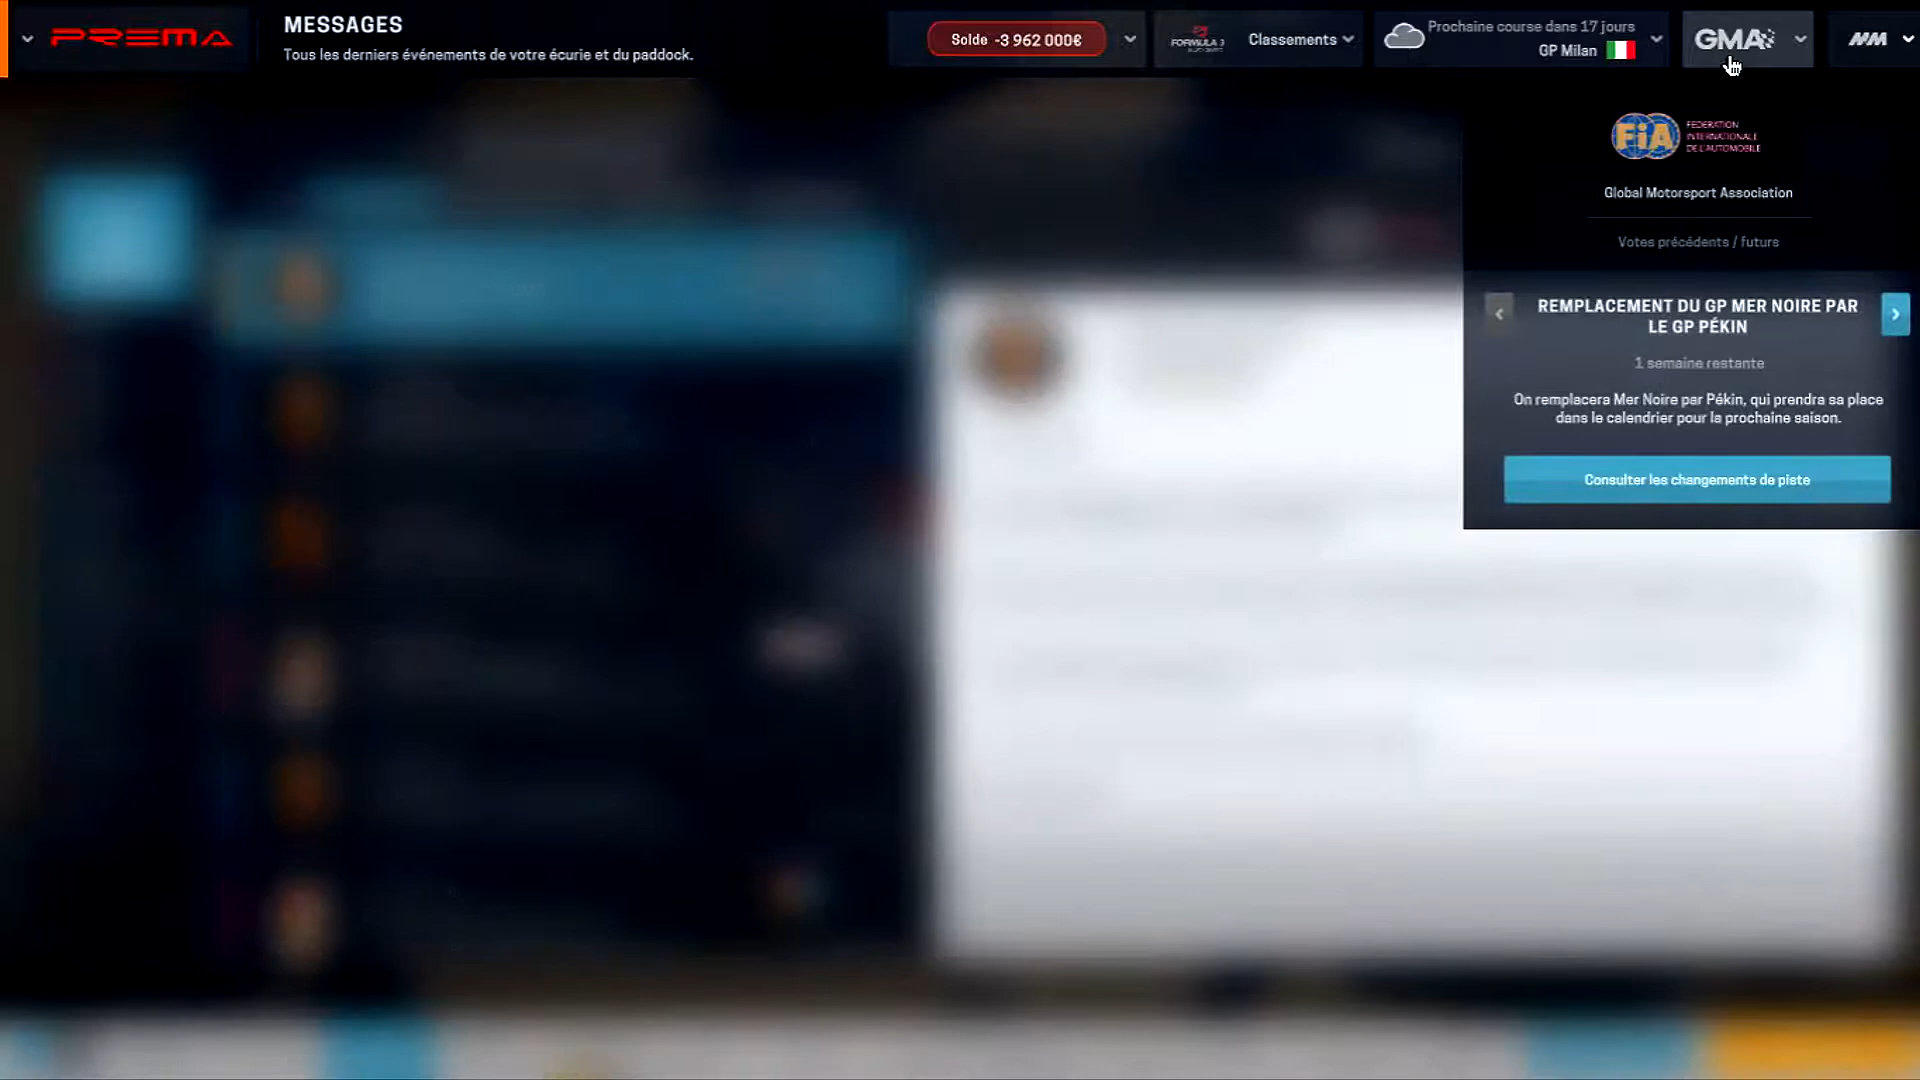 PREMA
MESSAGES
Tous les derniers événements de votre écurie et du paddock.
Solde -3 962 000€
FORMULA 3
Classements
Prochaine course dans 17 jours
GP Milan
GMA
FiA
FEDERATION
INTERNATIONALE
DE L'AUTOMOBILE
Global Motorsport Association
Votes précédents / futurs
REMPLACEMENT DU GP MER NOIRE PAR
LE GP PÉKIN
1 semaine restante
On remplacera Mer Noire par Pékin, qui prendra sa place
dans le calendrier pour la prochaine saison.
Consulter les changements de piste